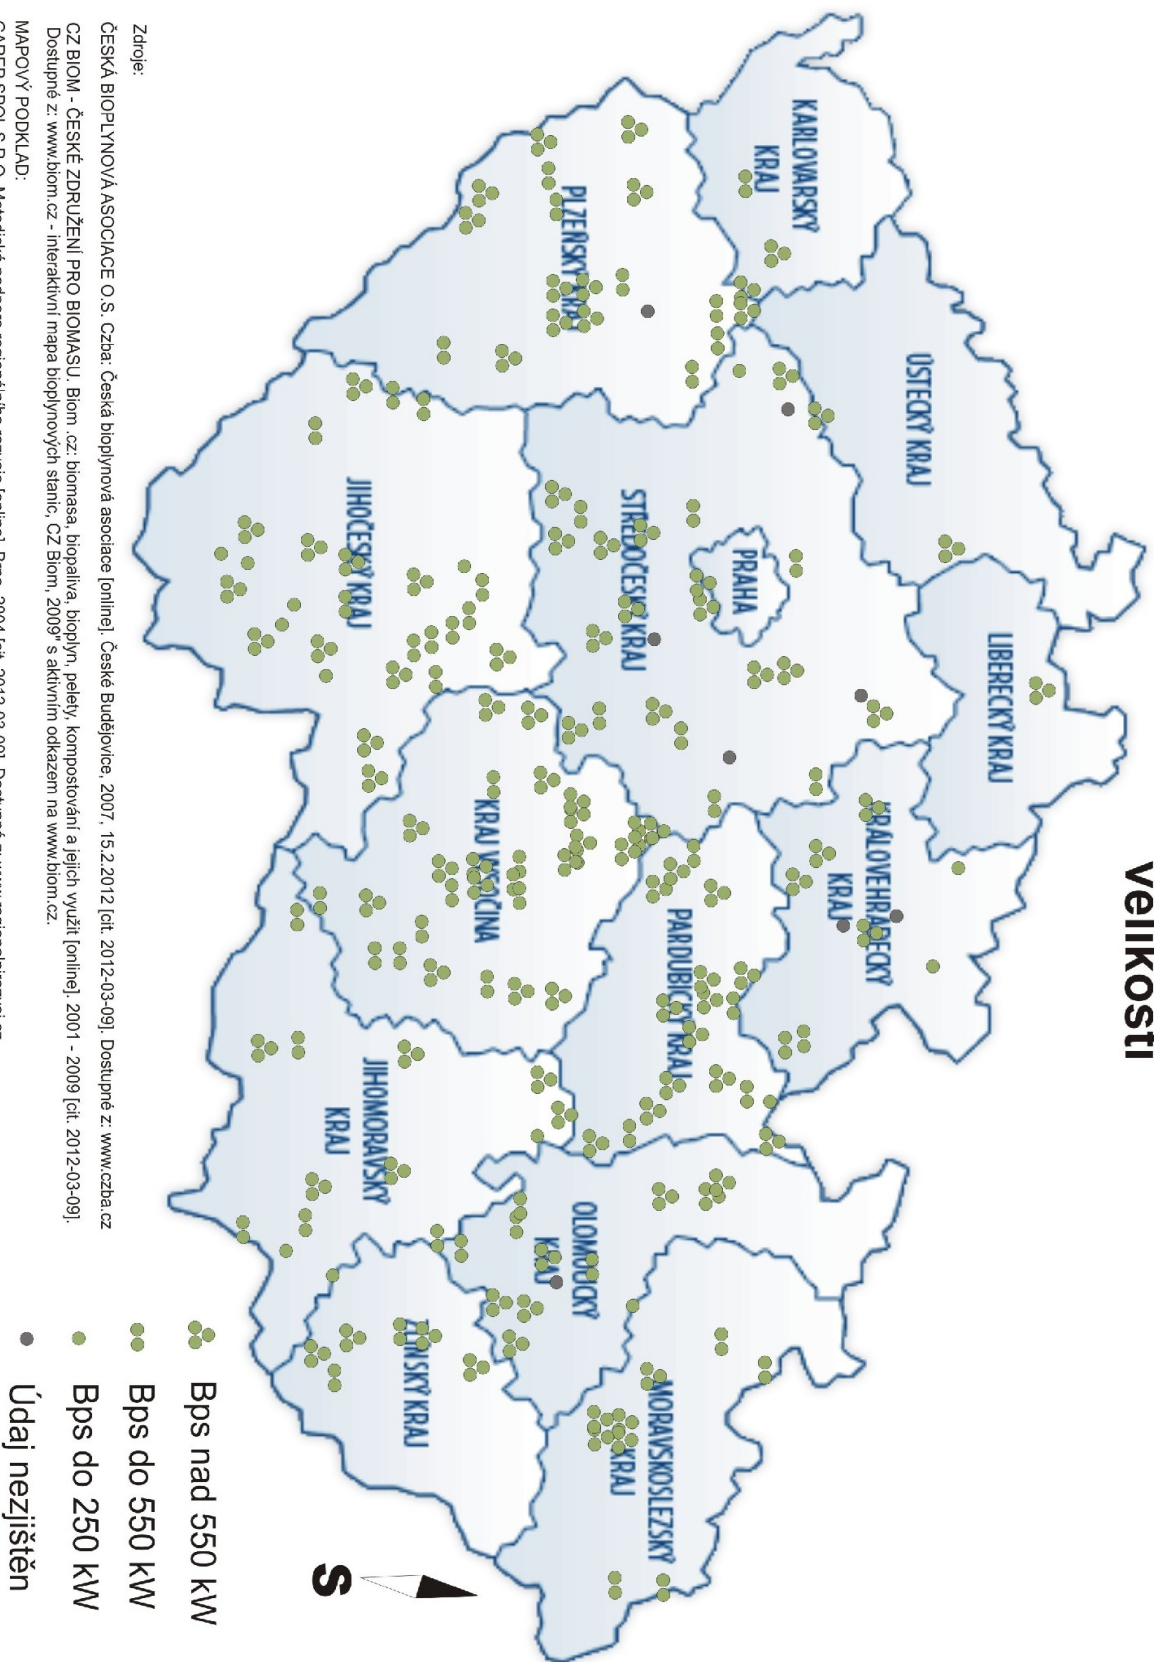 velikosti
KARLOVARSKÝ
KRAJ
ÚSTECKÝ KRAJ
LIBERECKÝ KRAJ
KRÁLOVEHRADECKÝ
KRAJ
PLZEŇSKÝ KRAJ
STŘEDOČESKÝ KRAJ
PRAHA
PARDUBICKÝ KRAJ
JIHOČESKÝ KRAJ
KRAJ VYSOČINA
JIHOMORAVSKÝ
KRAJ
OLOMOUCKÝ
KRAJ
ZLÍNSKÝ KRAJ
MORAVSKOSLEZSKÝ
KRAJ
S
Bps nad 550 kW
Bps do 550 kW
Bps do 250 kW
Údaj nezjištěn
Zdroje:
ČESKÁ BIOPLYNOVÁ ASOCIACE O.S. Czba: Česká bioplynová asociace [online]. České Budějovice, 2007, 15.2.2012 [cit. 2012-03-09]. Dostupné z: www.czba.cz
CZ BIOM - ČESKÉ ZDRUŽENÍ PRO BIOMASU. Biom .cz: biomasa, biopaliva, bioplyn, pelety, kompostování a jejich využit [online]. 2001 - 2009 [cit. 2012-03-09].
Dostupné z: www.biom.cz - interaktivní mapa bioplynových stanic, CZ Biom, 2009" s aktivním odkazem na www.biom.cz.
MAPOVÝ PODKLAD: